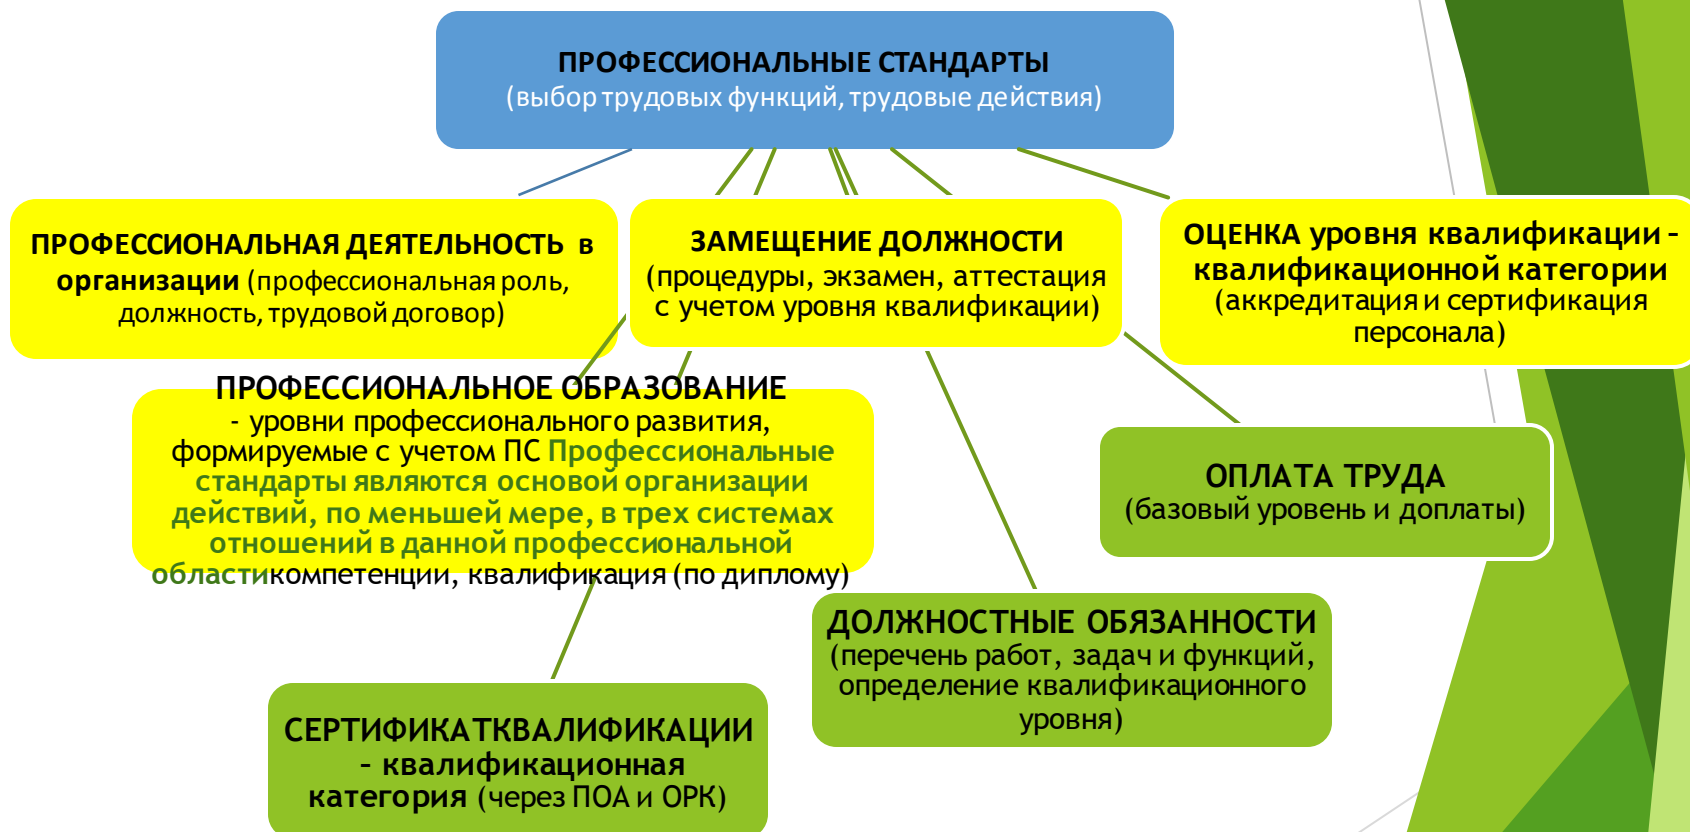 ПРОФЕССИОНАЛЬНЫЕ СТАНДАРТЫ
(выбор трудовых функций, трудовые действия)
ПРОФЕССИОНАЛЬНАЯ ДЕЯТЕЛЬНОСТЬ в
организации (профессиональная роль,
должность, трудовой договор)
ЗАМЕЩЕНИЕ ДОЛЖНОСТИ
(процедуры, экзамен, аттестация
с учетом уровня квалификации)
ОЦЕНКА уровня квалификации –
квалификационной категории
(аккредитация и сертификация
персонала)
ПРОФЕССИОНАЛЬНОЕ ОБРАЗОВАНИЕ
- уровни профессионального развития,
формируемые с учетом ПС Профессиональные
стандарты являются основой организации
действий, по меньшей мере, в трех системах
отношений в данной профессиональной
областикомпетенции, квалификация (по диплому)
ОПЛАТА ТРУДА
(базовый уровень и доплаты)
ДОЛЖНОСТНЫЕ ОБЯЗАННОСТИ
(перечень работ, задач и функций,
определение квалификационного
уровня)
СЕРТИФИКАТКВАЛИФИКАЦИИ
– квалификационная
категория (через ПОА и ОРК)